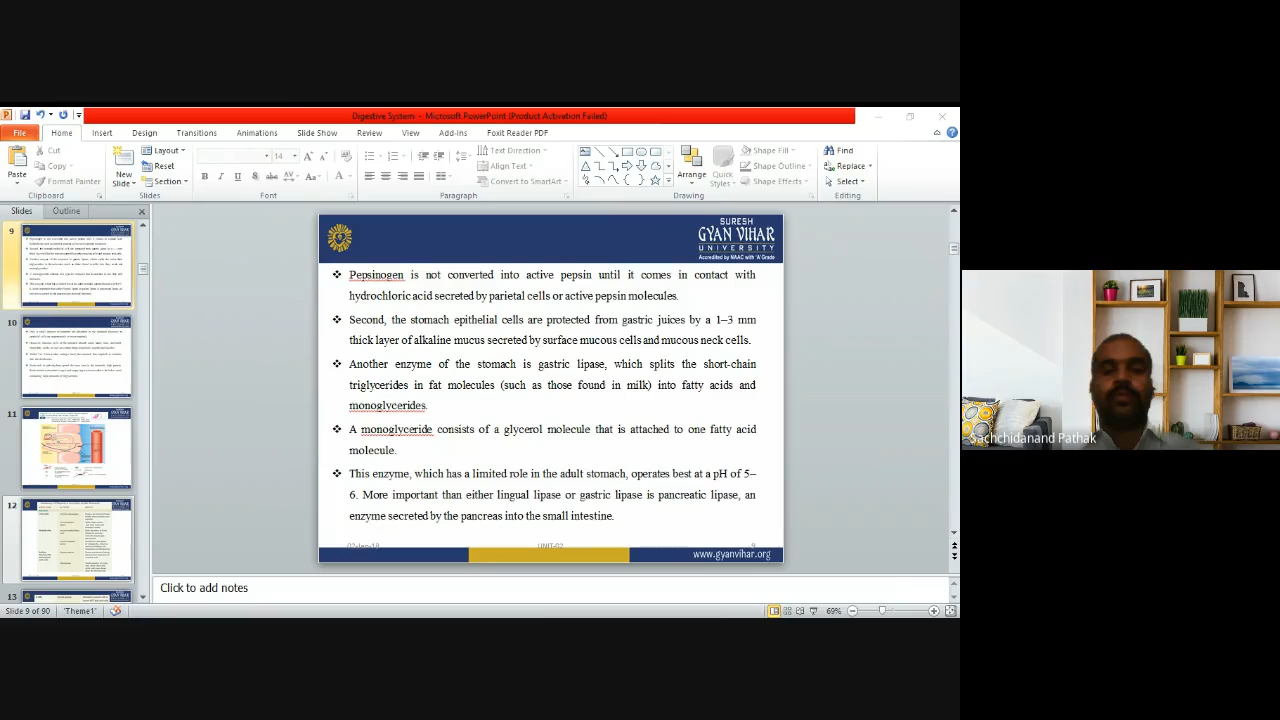 Digestive System - Microsoft PowerPoint (Product Activation Failed)
File Home Insert Design Transitions Animations Slide Show Review View Add-Ins Foxit Reader PDF
Paste
Cut
Copy
Format Painter
Clipboard
New Slide
Layout
Reset
Section
Slides
14
Font
Paragraph
Text Direction
Align Text
Convert to SmartArt
Arrange
Quick Styles
Shape Fill
Shape Outline
Shape Effects
Drawing
Find
Replace
Select
Editing
Slides Outline
9
10
11
12
13
SURESH
GYAN VIHAR
UNIVERSITY
Accredited by NAAC with 'A' Grade
❖ Pepsinogen is not converted into active pepsin until it comes in contact with
hydrochloric acid secreted by parietal cells or active pepsin molecules.
❖ Second, the stomach epithelial cells are protected from gastric juices by a 1–3 mm
thick layer of alkaline mucus secreted by surface mucous cells and mucous neck cells.
❖ Another enzyme of the stomach is gastric lipase, which splits the short-chain
triglycerides in fat molecules (such as those found in milk) into fatty acids and
monoglycerides.
❖ A monoglyceride consists of a glycerol molecule that is attached to one fatty acid
molecule.
❖ This enzyme, which has a limited role in the adult stomach, operates best at a pH of 5–
6. More important than either lingual lipase or gastric lipase is pancreatic lipase, an
enzyme secreted by the pancreas into the small intestine.
9
www.gyanvihar.org
Click to add notes
Slide 9 of 90 'Theme1' 69%
Sachchidanand Pathak